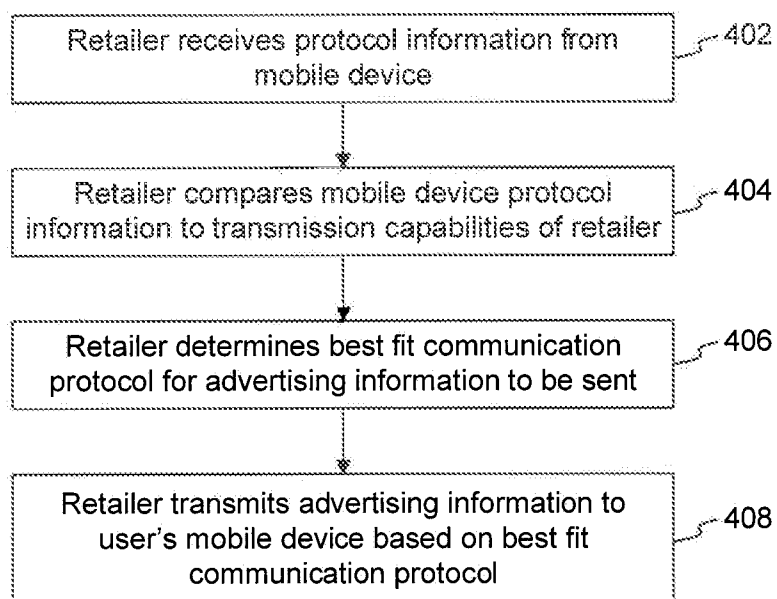 Retailer receives protocol information from
mobile device
402
Retailer compares mobile device protocol
information to transmission capabilities of retailer
404
Retailer determines best fit communication
protocol for advertising information to be sent
406
Retailer transmits advertising information to
user's mobile device based on best fit
communication protocol
408